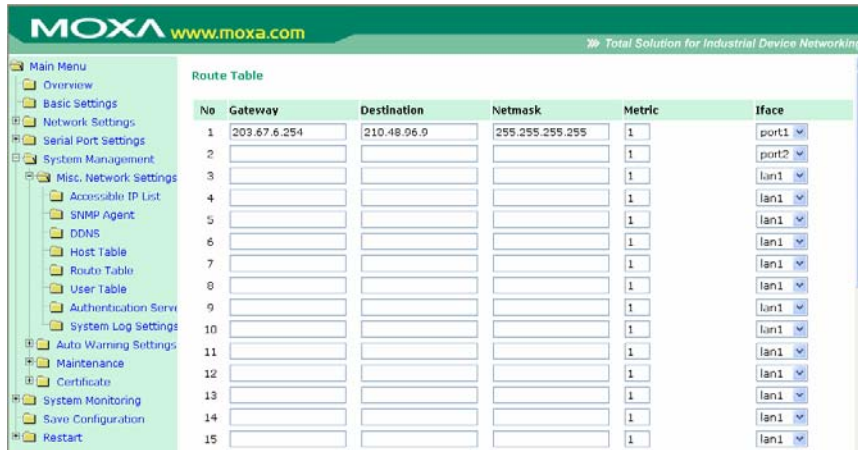 MOXA www.moxa.com
Total Solution for Industrial Device Networking
Main Menu
Overview
Basic Settings
Network Settings
Serial Port Settings
System Management
Misc. Network Settings
Accessible IP List
SNMP Agent
DDNS
Host Table
Route Table
User Table
Authentication Serve
System Log Settings
Auto Warning Settings
Maintenance
Certificate
System Monitoring
Save Configuration
Restart
Route Table
No Gateway Destination Netmask Metric Iface
1 203.67.6.254 210.48.96.9 255.255.255.255 1 port1
2 1 port2
3 1 lan1
4 1 lan1
5 1 lan1
6 1 lan1
7 1 lan1
8 1 lan1
9 1 lan1
10 1 lan1
11 1 lan1
12 1 lan1
13 1 lan1
14 1 lan1
15 1 lan1